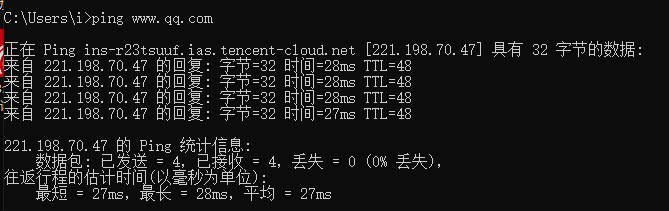 C:\Users\i>ping www.qq.com
正在 Ping ins-r23tsuuf.ias.tencent-cloud.net [221.198.70.47] 具有 32 字节的数据:
来自 221.198.70.47 的回复: 字节=32 时间=28ms TTL=48
来自 221.198.70.47 的回复: 字节=32 时间=28ms TTL=48
来自 221.198.70.47 的回复: 字节=32 时间=28ms TTL=48
来自 221.198.70.47 的回复: 字节=32 时间=27ms TTL=48
221.198.70.47 的 Ping 统计信息:
数据包: 已发送 = 4，已接收 = 4，丢失 = 0 (0% 丢失)，
往返行程的估计时间(以毫秒为单位):
最短 = 27ms，最长 = 28ms，平均 = 27ms